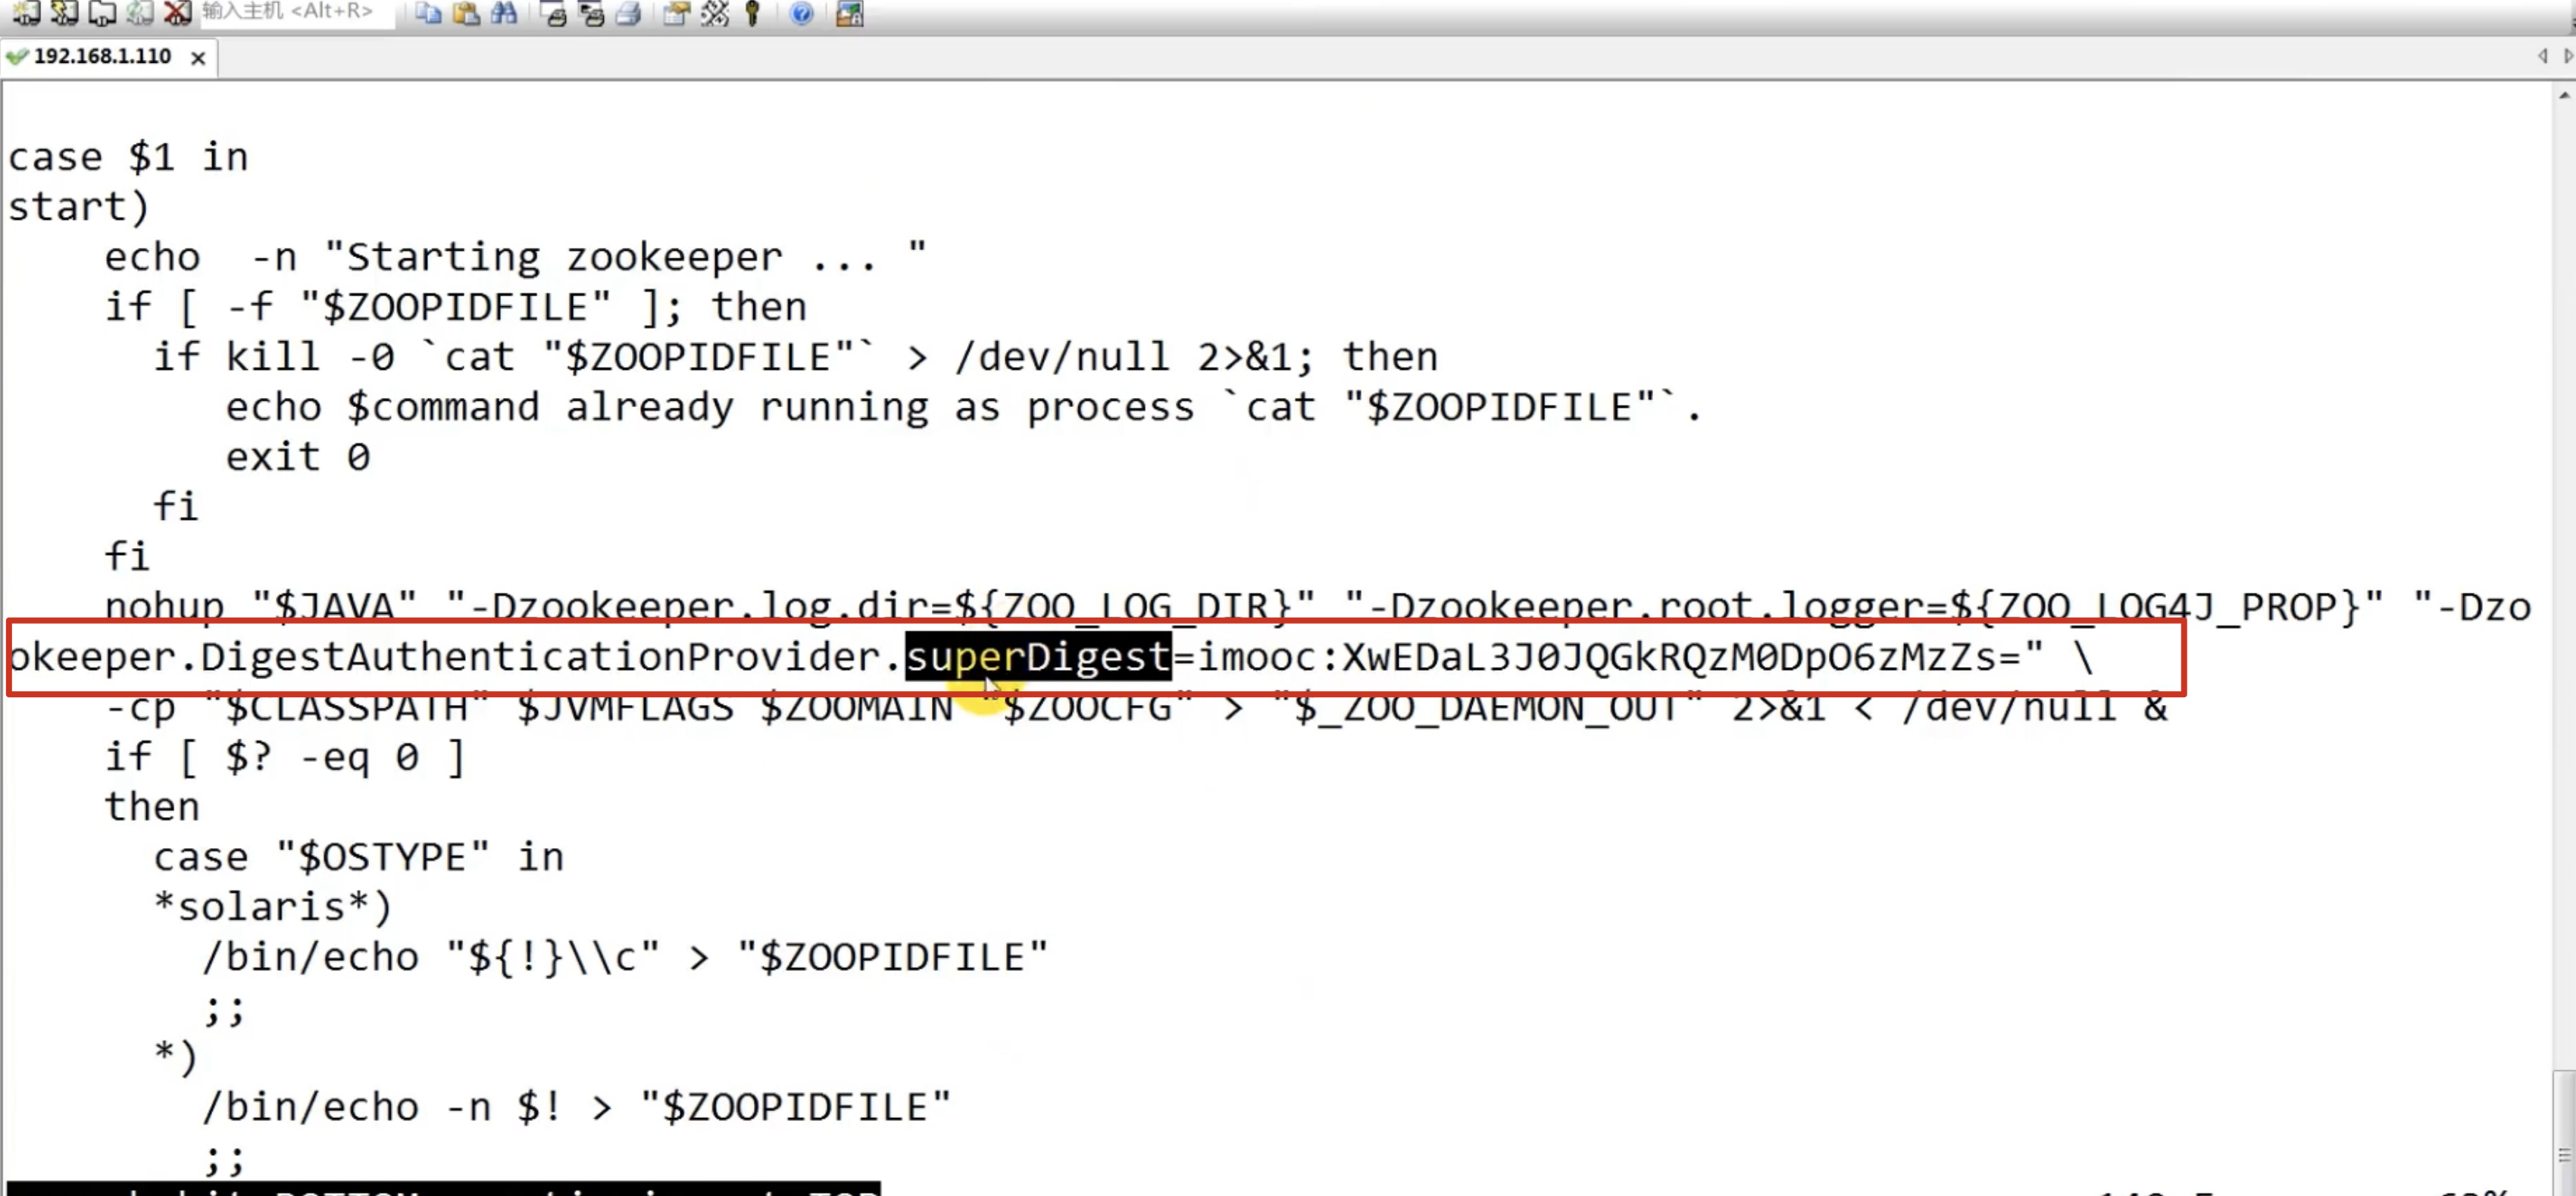 输入主机 <Alt+R>
192.168.1.110
case $1 in
start)
    echo  -n "Starting zookeeper ... "
    if [ -f "$ZOOPIDFILE" ]; then
      if kill -0 `cat "$ZOOPIDFILE"` > /dev/null 2>&1; then
         echo $command already running as process `cat "$ZOOPIDFILE"`.
         exit 0
      fi
    fi
    nohup "$JAVA" "-Dzookeeper.log.dir=${ZOO_LOG_DIR}" "-Dzookeeper.root.logger=${ZOO_LOG4J_PROP}" "-Dzo
okeeper.DigestAuthenticationProvider.superDigest=imooc:XwEDaL3J0JQGkRQzM0DpO6zMzZs=" \
    -cp "$CLASSPATH" $JVMFLAGS $ZOOMAIN "$ZOOCFG" > "$_ZOO_DAEMON_OUT" 2>&1 < /dev/null &
    if [ $? -eq 0 ]
    then
      case "$OSTYPE" in
      *solaris*)
        /bin/echo "${!}\\c" > "$ZOOPIDFILE"
        ;;
      *)
        /bin/echo -n $! > "$ZOOPIDFILE"
        ;;